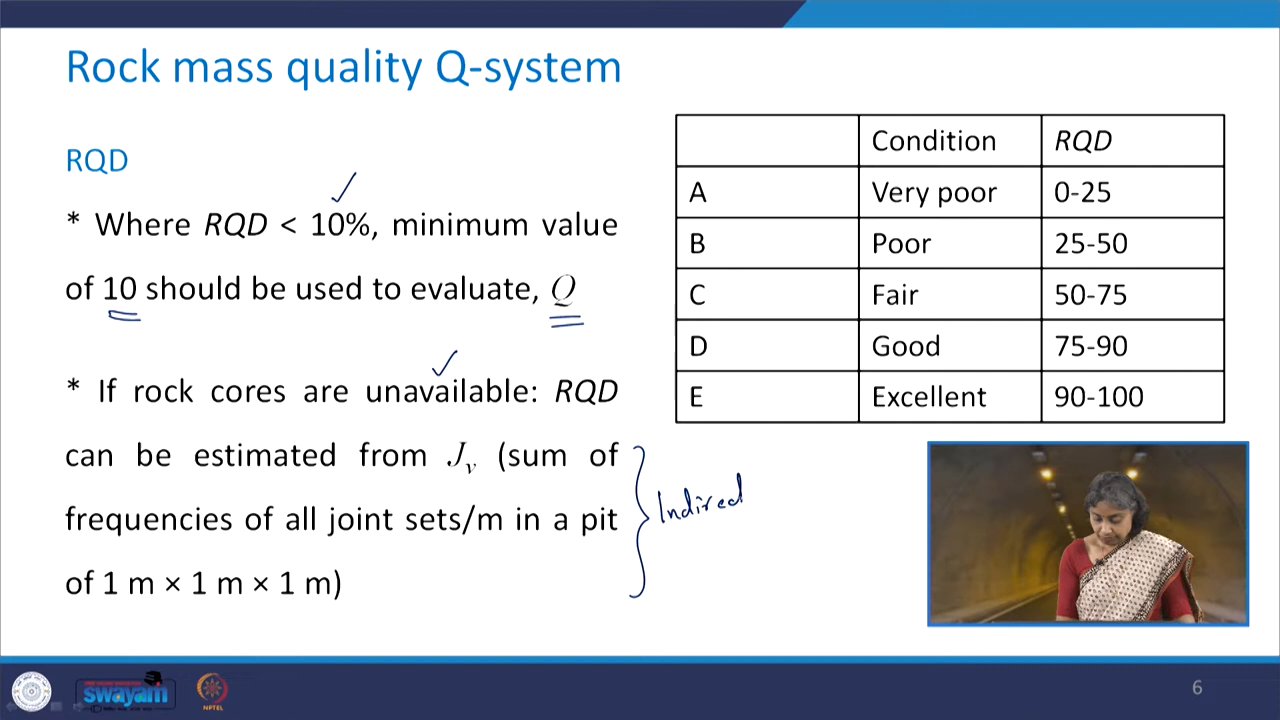 Rock mass quality Q-system
RQD
* Where RQD < 10%, minimum value
of 10 should be used to evaluate, Q
* If rock cores are unavailable: RQD
can be estimated from Jv (sum of
frequencies of all joint sets/m in a pit
of 1 m × 1 m × 1 m)
Indirect
Condition RQD
A Very poor 0-25
B Poor 25-50
C Fair 50-75
D Good 75-90
E Excellent 90-100
swayam
NPTEL
6